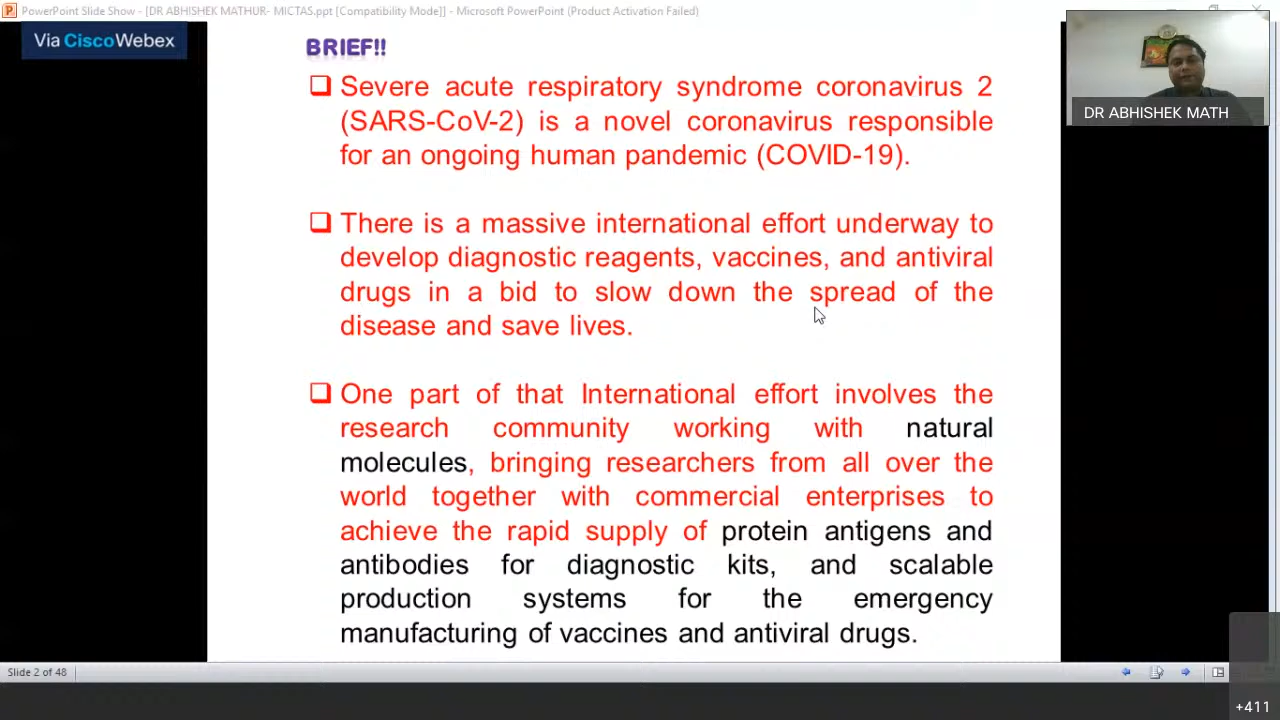 PowerPoint Slide Show - [DR ABHISHEK MATHUR- MICTAS.ppt [Compatibility Mode]] - Microsoft PowerPoint (Product Activation Failed)
Via CiscoWebex
BRIEF!!
Severe acute respiratory syndrome coronavirus 2
(SARS-CoV-2) is a novel coronavirus responsible
for an ongoing human pandemic (COVID-19).
There is a massive international effort underway to
develop diagnostic reagents, vaccines, and antiviral
drugs in a bid to slow down the spread of the
disease and save lives.
One part of that International effort involves the
research community working with natural
molecules, bringing researchers from all over the
world together with commercial enterprises to
achieve the rapid supply of protein antigens and
antibodies for diagnostic kits, and scalable
production systems for the emergency
manufacturing of vaccines and antiviral drugs.
DR ABHISHEK MATH
Slide 2 of 48
+411